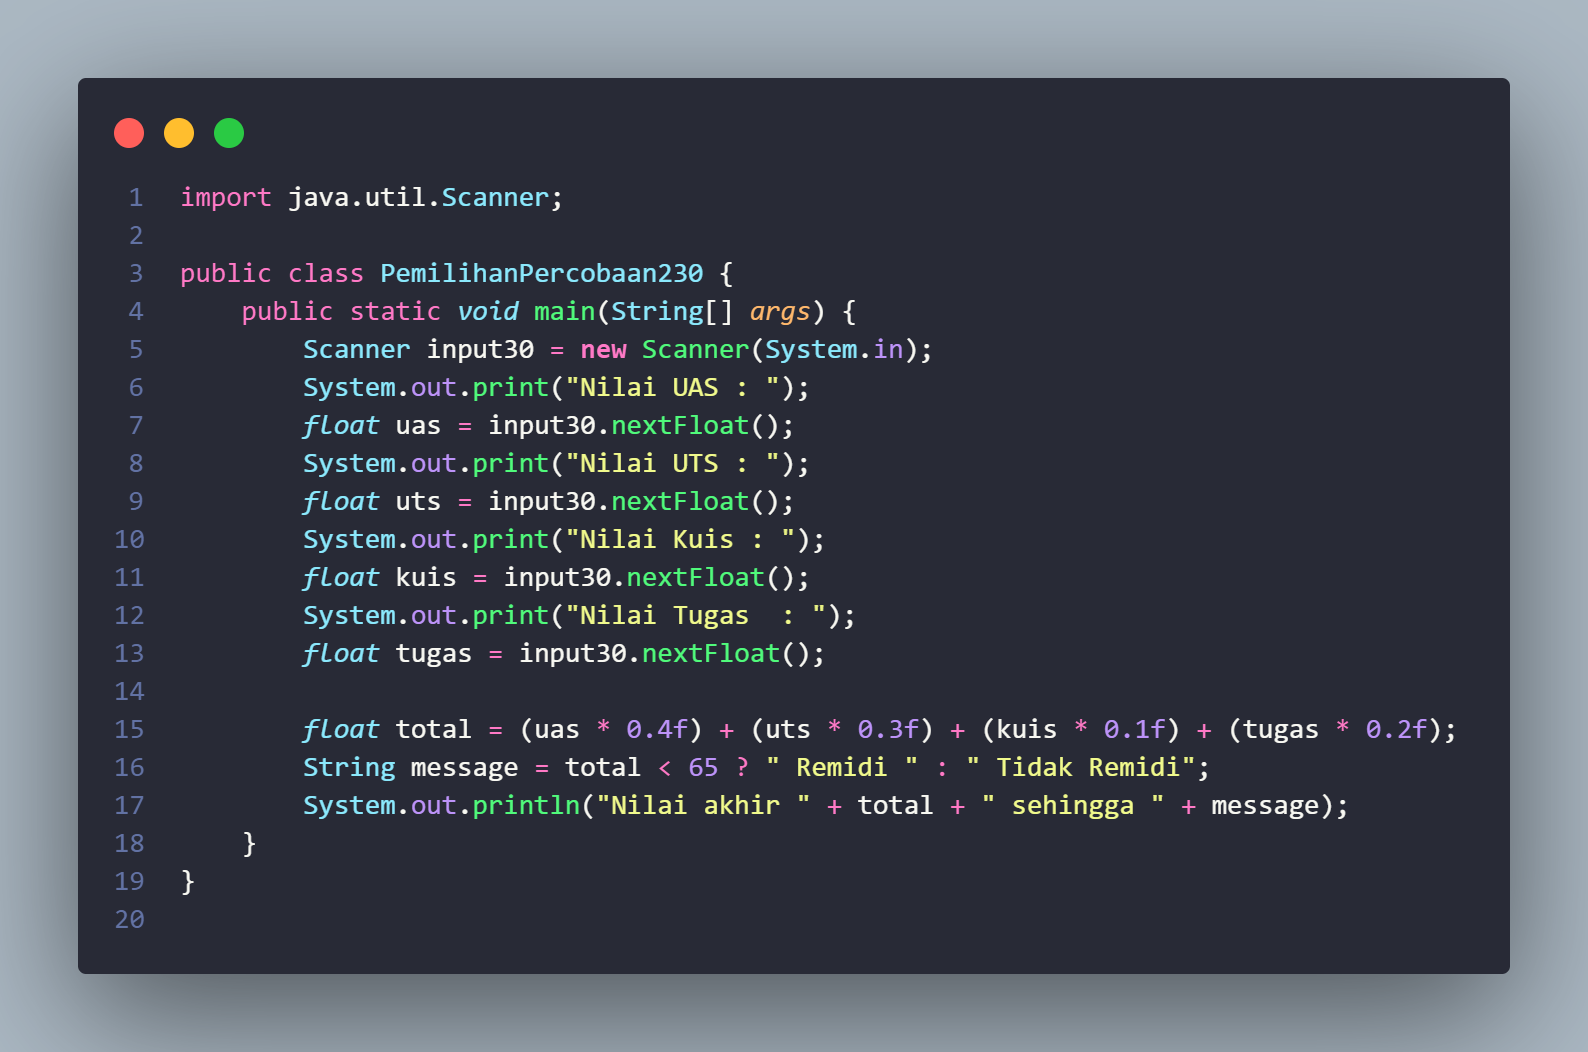 1 import java.util.Scanner;
2
3 public class PemilihanPercobaan230 {
4     public static void main(String[] args) {
5         Scanner input30 = new Scanner(System.in);
6         System.out.print("Nilai UAS : ");
7         float uas = input30.nextFloat();
8         System.out.print("Nilai UTS : ");
9         float uts = input30.nextFloat();
10         System.out.print("Nilai Kuis : ");
11         float kuis = input30.nextFloat();
12         System.out.print("Nilai Tugas  : ");
13         float tugas = input30.nextFloat();
14
15         float total = (uas * 0.4f) + (uts * 0.3f) + (kuis * 0.1f) + (tugas * 0.2f);
16         String message = total < 65 ? " Remidi " : " Tidak Remidi";
17         System.out.println("Nilai akhir " + total + " sehingga " + message);
18     }
19 }
20